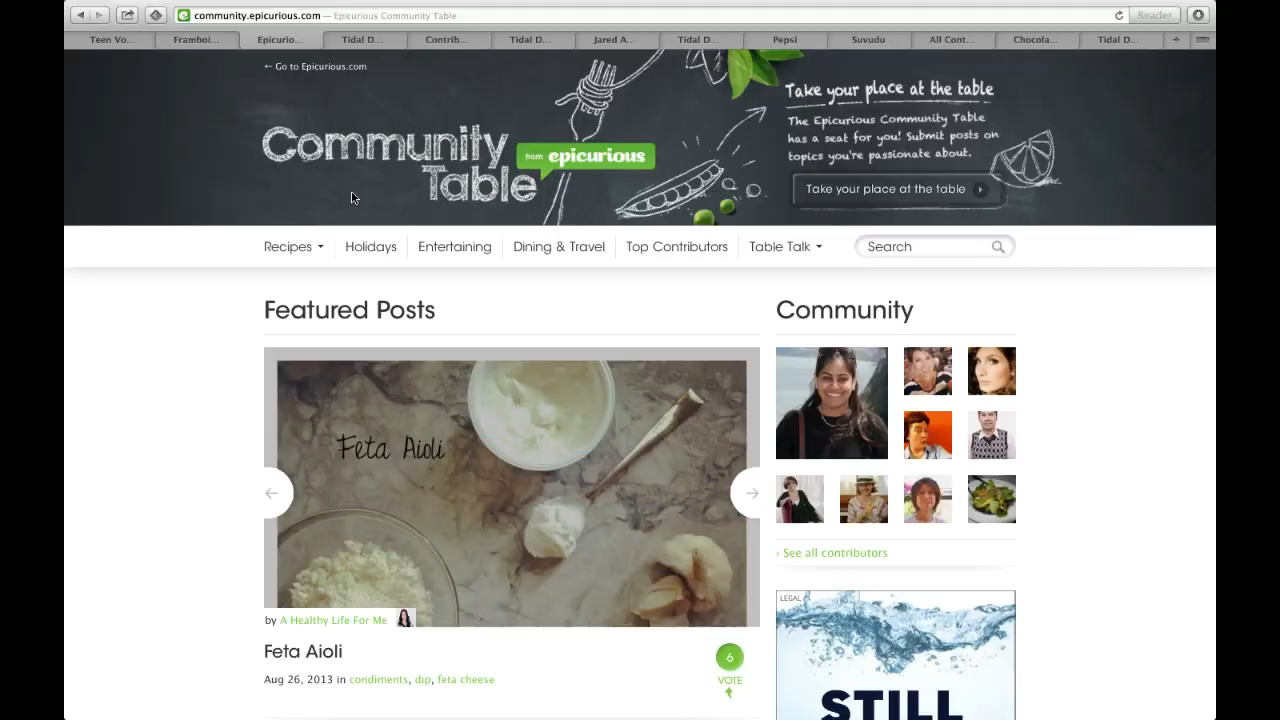 community.epicurious.com — Epicurious Community Table
Reader
Teen Vo...
Framboi...
Epicurio...
Tidal D...
Contrib...
Tidal D...
Jared A...
Tidal D...
Pepsi
Suvudu
All Cont...
Chocola...
Tidal D...
← Go to Epicurious.com
Community
Table
from epicurious
Take your place at the table
The Epicurious Community Table
has a seat for you! Submit posts on
topics you're passionate about.
Take your place at the table
Recipes
Holidays
Entertaining
Dining & Travel
Top Contributors
Table Talk
Search
Featured Posts
Feta Aioli
by A Healthy Life For Me
Feta Aioli
Aug 26, 2013 in condiments, dip, feta cheese
6
VOTE
Community
› See all contributors
LEGAL
STILL